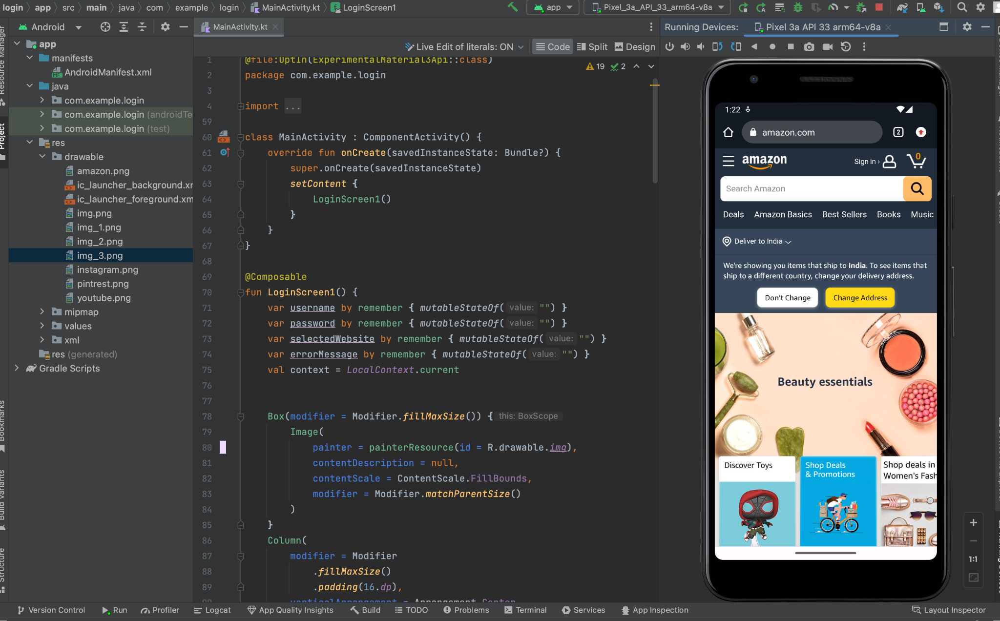 login app src main java com example login MainActivity.kt LoginScreen1
app Pixel_3a_API_33_arm64-v8a
Android
MainActivity.kt
Running Devices: Pixel 3a API 33 arm64-v8a
Live Edit of literals: ON Code Split Design
Resource Manager
Project
Bookmarks
Build Variants
Structure
app
manifests
AndroidManifest.xml
java
com.example.login
com.example.login (androidTe
com.example.login (test)
res
drawable
amazon.png
ic_launcher_background.xm
ic_launcher_foreground.xm
img.png
img_1.png
img_2.png
img_3.png
instagram.png
pintrest.png
youtube.png
mipmap
values
xml
res (generated)
Gradle Scripts
19 2
1 @file:OptIn(ExperimentalMaterial3Api::class)
2 package com.example.login
3
4 import ...
59
60 class MainActivity : ComponentActivity() {
61 override fun onCreate(savedInstanceState: Bundle?) {
62 super.onCreate(savedInstanceState)
63 setContent {
64 LoginScreen1()
65 }
66 }
67 }
68
69 @Composable
70 fun LoginScreen1() {
71 var username by remember { mutableStateOf( value: "") }
72 var password by remember { mutableStateOf( value: "") }
73 var selectedWebsite by remember { mutableStateOf( value: "") }
74 var errorMessage by remember { mutableStateOf( value: "") }
75 val context = LocalContext.current
76
77
78 Box(modifier = Modifier.fillMaxSize()) { this: BoxScope
79 Image(
80 painter = painterResource(id = R.drawable.img),
81 contentDescription = null,
82 contentScale = ContentScale.FillBounds,
83 modifier = Modifier.matchParentSize()
84 )
85 }
86 Column(
87 modifier = Modifier
88 .fillMaxSize()
89 .padding(16.dp),
verticalArrangement = Arrangement.Center
1:22
amazon.com 2
amazon Sign in › 0
Search Amazon
Deals Amazon Basics Best Sellers Books Music
Deliver to India
We're showing you items that ship to India. To see items that
ship to a different country, change your delivery address.
Don't Change Change Address
Beauty essentials
Discover Toys
Shop Deals
& Promotions
Shop deals in
Women's Fash
1:1
Version Control Run Profiler Logcat App Quality Insights Build TODO Problems Terminal Services App Inspection Layout Inspector